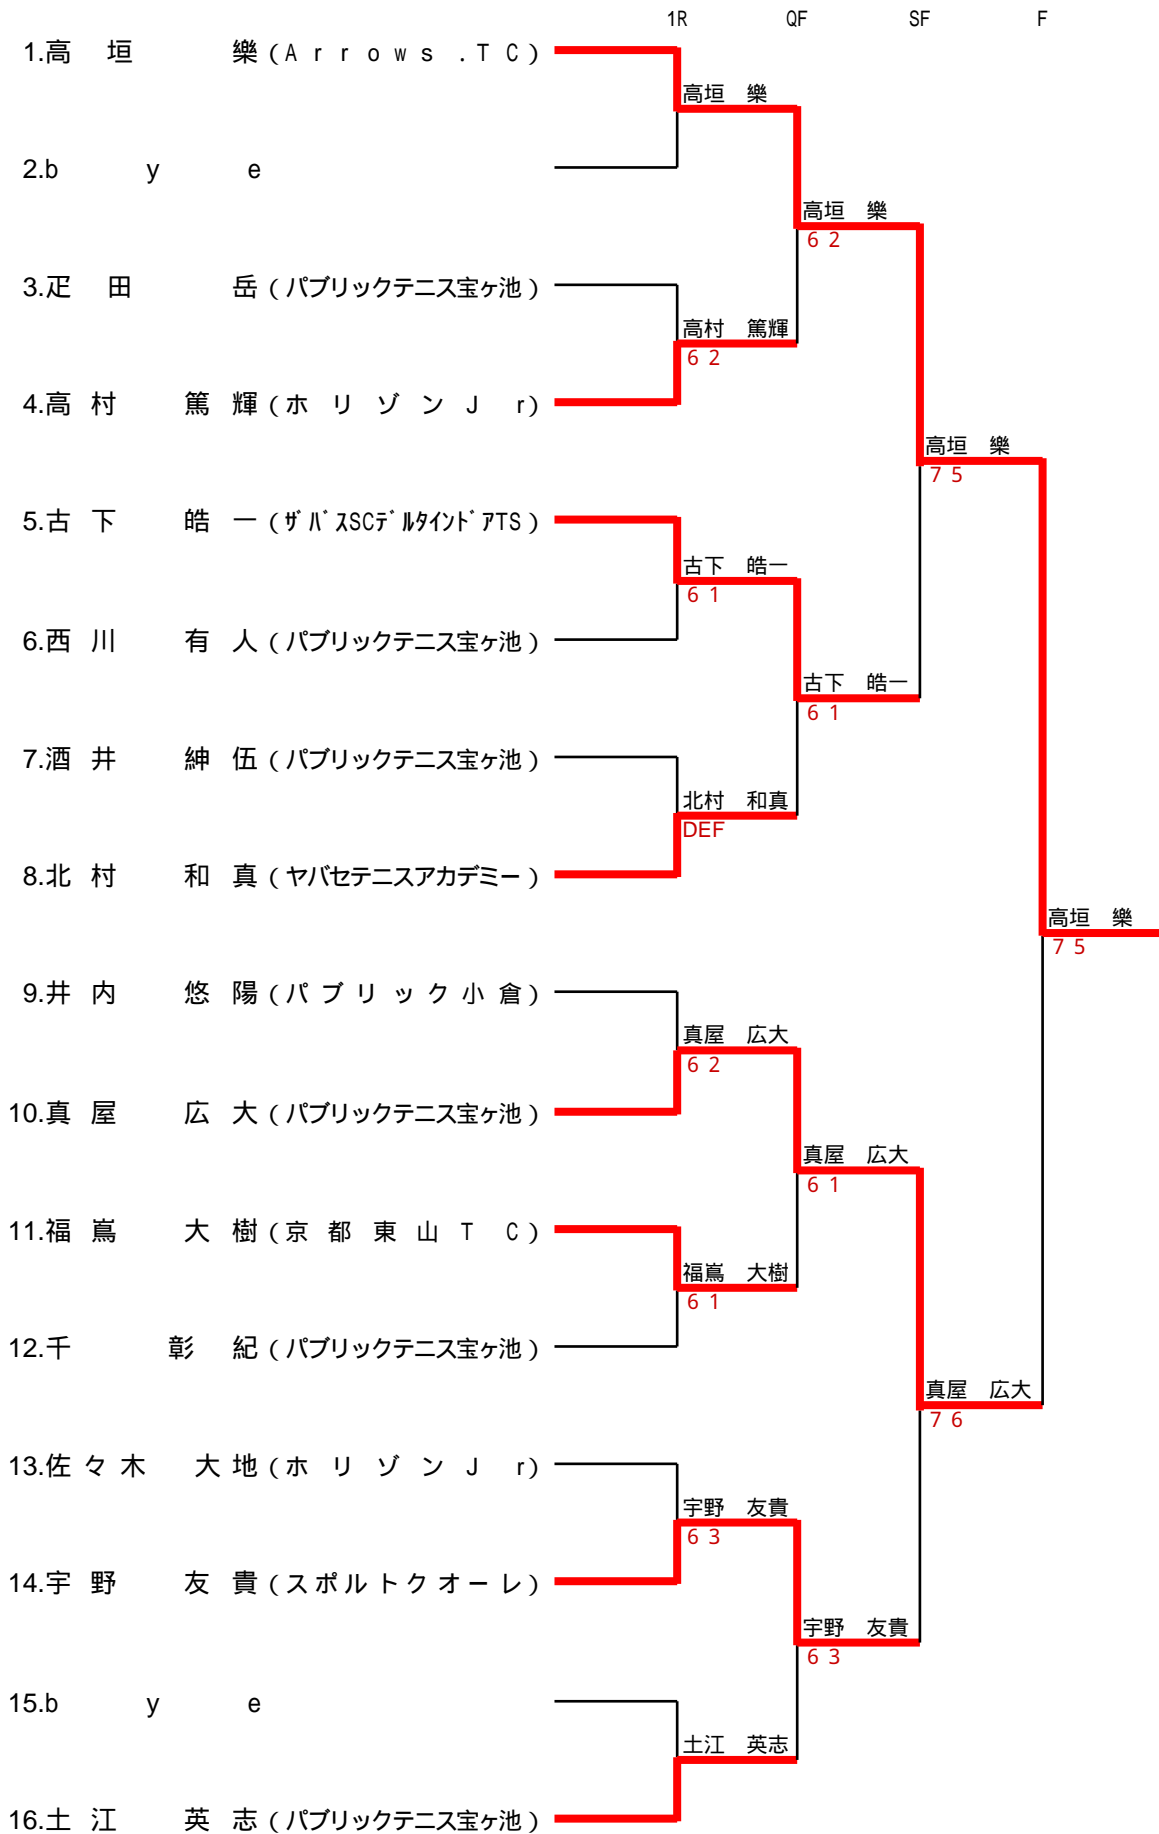 1R QF SF F
1.高垣 樂(Arrows.TC)
高垣 樂
2.bye
高垣 樂
6 2
3.疋田 岳(パブリックテニス宝ヶ池)
高村 篤輝
6 2
4.高村 篤輝(ホリゾンJr)
高垣 樂
7 5
5.古下 皓一(ザバスSCデルタインドアTS)
古下 皓一
6 1
6.西川 有人(パブリックテニス宝ヶ池)
古下 皓一
6 1
7.酒井 紳伍(パブリックテニス宝ヶ池)
北村 和真
DEF
8.北村 和真(ヤバセテニスアカデミー)
高垣 樂
7 5
9.井内 悠陽(パブリック小倉)
真屋 広大
6 2
10.真屋 広大(パブリックテニス宝ヶ池)
真屋 広大
6 1
11.福嶌 大樹(京都東山TC)
福嶌 大樹
6 1
12.千 彰紀(パブリックテニス宝ヶ池)
真屋 広大
7 6
13.佐々木 大地(ホリゾンJr)
宇野 友貴
6 3
14.宇野 友貴(スポルトクオーレ)
宇野 友貴
6 3
15.bye
土江 英志
16.土江 英志(パブリックテニス宝ヶ池)